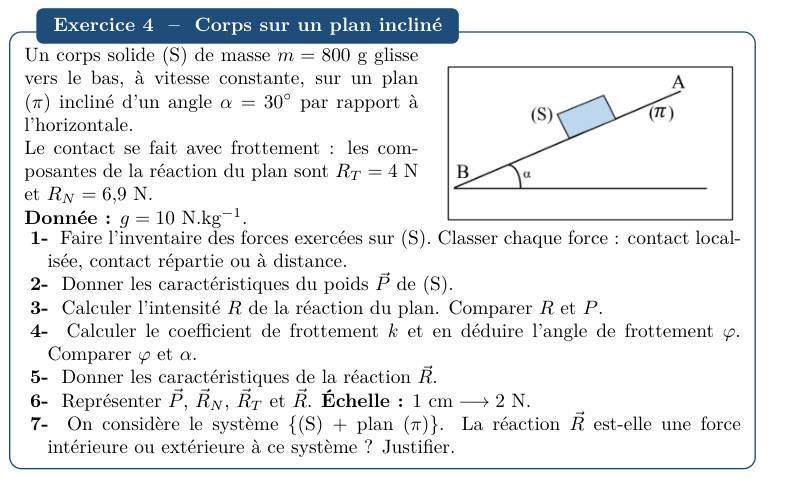 Exercice 4 – Corps sur un plan incliné
Un corps solide (S) de masse m = 800 g glisse
vers le bas, à vitesse constante, sur un plan
(π) incliné d'un angle α = 30° par rapport à
l'horizontale.
Le contact se fait avec frottement : les com-
posantes de la réaction du plan sont R_T = 4 N
et R_N = 6,9 N.
Donnée : g = 10 N.kg⁻¹.
A
(S)
(π)
B
α
1- Faire l'inventaire des forces exercées sur (S). Classer chaque force : contact local-
isée, contact répartie ou à distance.
2- Donner les caractéristiques du poids P⃗ de (S).
3- Calculer l'intensité R de la réaction du plan. Comparer R et P.
4- Calculer le coefficient de frottement k et en déduire l'angle de frottement φ.
Comparer φ et α.
5- Donner les caractéristiques de la réaction R⃗.
6- Représenter P⃗, R⃗_N, R⃗_T et R⃗. Échelle : 1 cm ⟶ 2 N.
7- On considère le système {(S) + plan (π)}. La réaction R⃗ est-elle une force
intérieure ou extérieure à ce système ? Justifier.